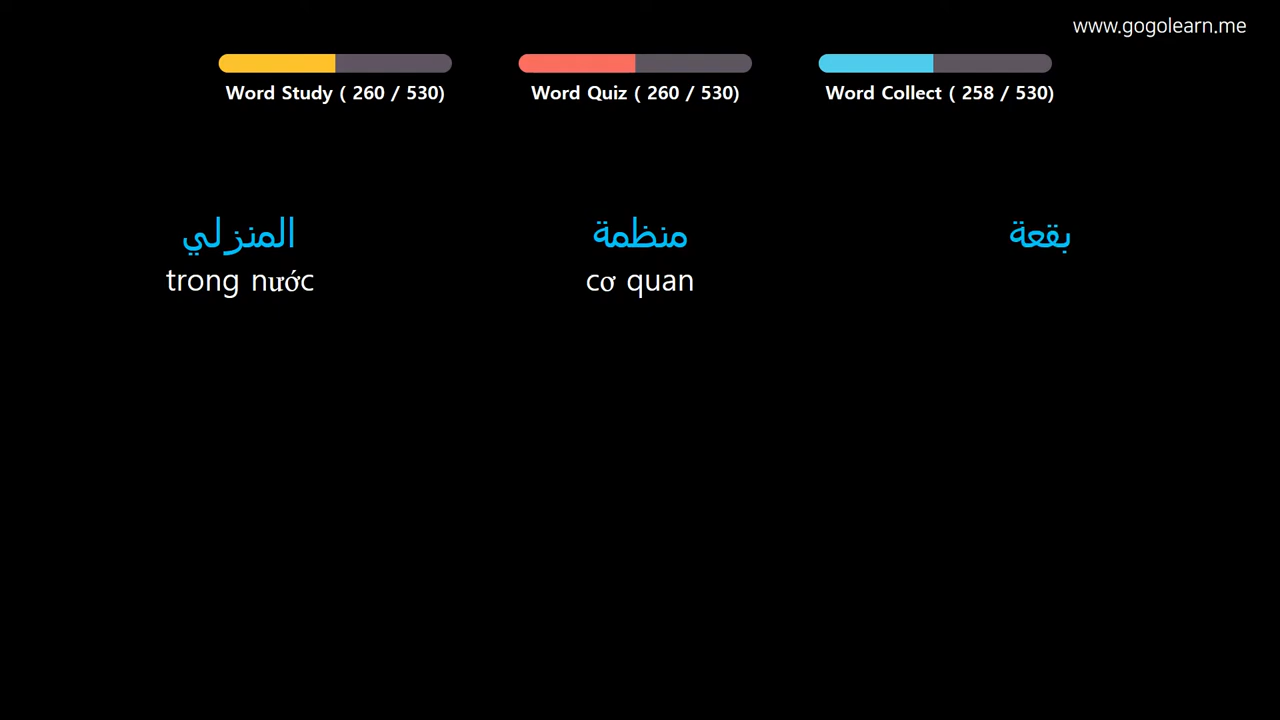 www.gogolearn.me
Word Study ( 260 / 530)
Word Quiz ( 260 / 530)
Word Collect ( 258 / 530)
المنزلي
trong nước
منظمة
cơ quan
بقعة